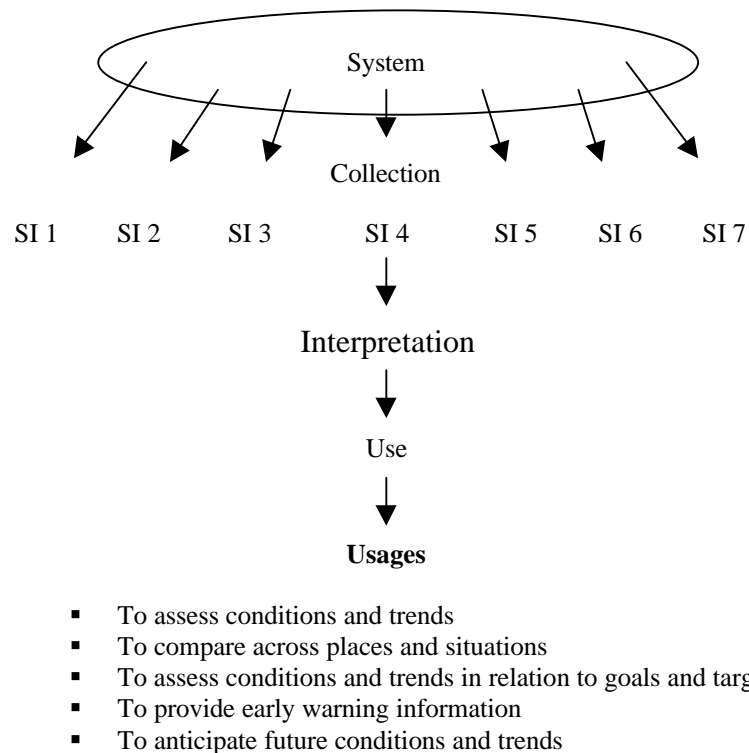 System
Collection
SI 1 SI 2 SI 3 SI 4 SI 5 SI 6 SI 7
Interpretation
Use
Usages
▪ To assess conditions and trends
▪ To compare across places and situations
▪ To assess conditions and trends in relation to goals and
▪ To provide early warning information
▪ To anticipate future conditions and trends